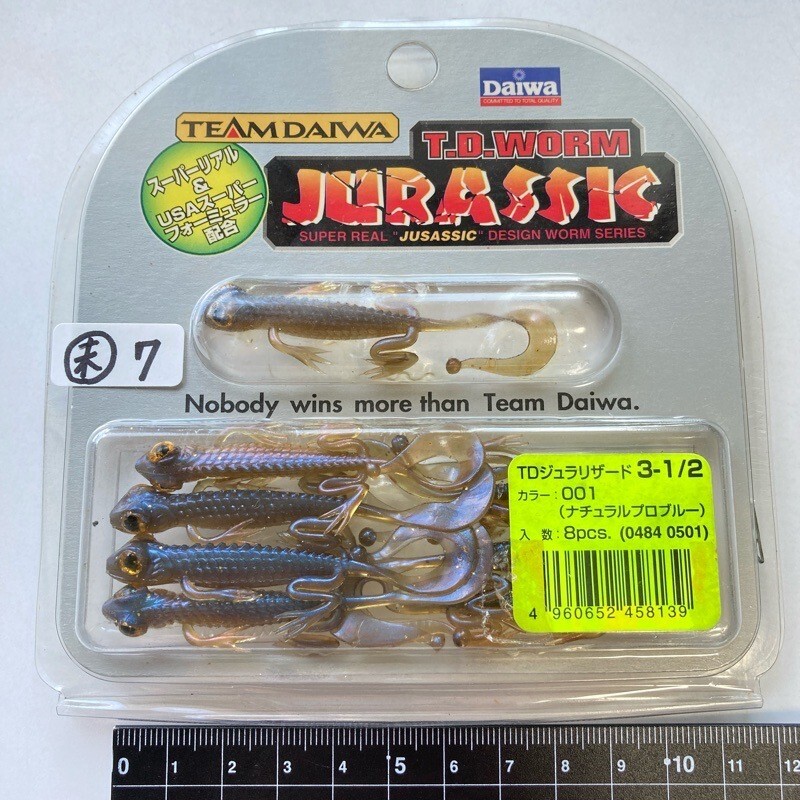 Daiwa
COMMITTED TO TOTAL QUALITY
TEAM DAIWA
T.D.WORM
JURASSIC
SUPER REAL "JUSASSIC" DESIGN WORM SERIES
スーパーリアル
&
USAスーパー
フォーミュラー
配合
未 7
Nobody wins more than Team Daiwa.
TDジュラリザード 3-1/2
カラー:001
(ナチュラルプロブルー)
入 数:8pcs. (0484 0501)
4 960652 458139
0 1 2 3 4 5 6 7 8 9 10 11 12